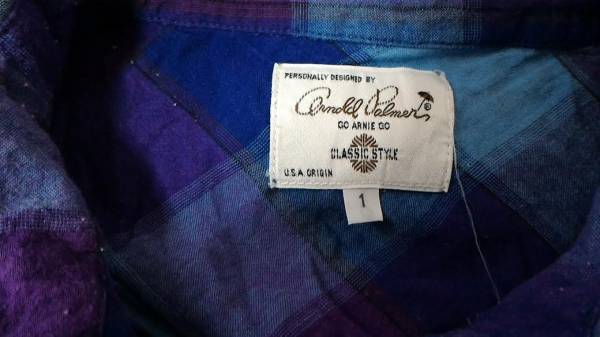 PERSONALLY DESIGNED BY
Arnold Palmer ®
GO ARNIE GO
CLASSIC STYLE
U.S.A. ORIGIN
1